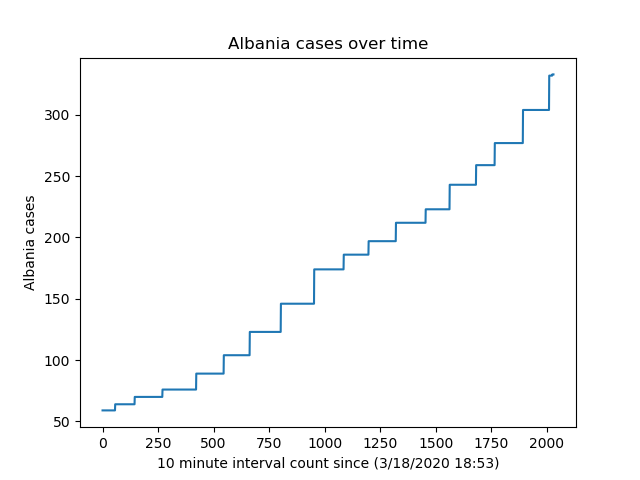 Albania cases over time
300
250
200
150
100
50
Albania cases
0 250 500 750 1000 1250 1500 1750 2000
10 minute interval count since (3/18/2020 18:53)